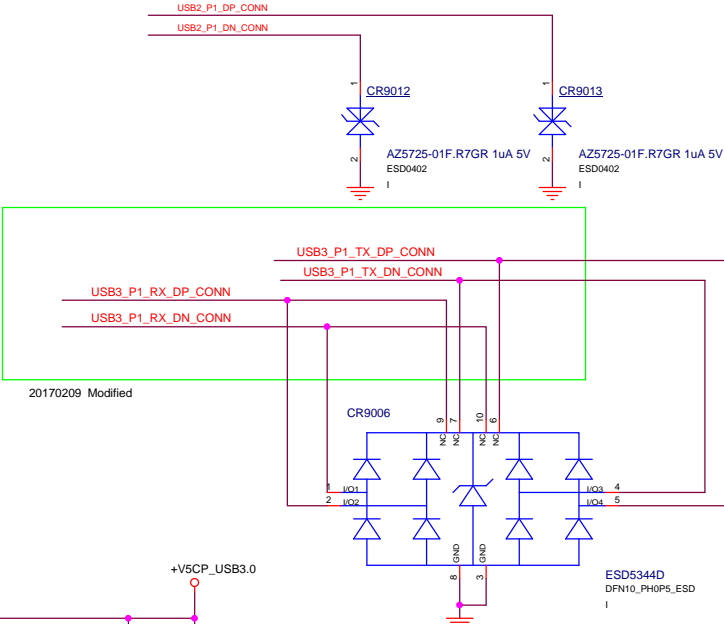 USB2_P1_DP_CONN
USB2_P1_DN_CONN
1
CR9012
1
CR9013
2
AZ5725-01F.R7GR 1uA 5V
ESD0402
I
2
AZ5725-01F.R7GR 1uA 5V
ESD0402
I
USB3_P1_TX_DP_CONN
USB3_P1_TX_DN_CONN
USB3_P1_RX_DP_CONN
USB3_P1_RX_DN_CONN
20170209 Modified
CR9006
9
7
10
6
NC
NC
NC
NC
1
I/O1
2
I/O2
I/O3
4
I/O4
5
GND
GND
8
3
+V5CP_USB3.0
ESD5344D
DFN10_PH0P5_ESD
I